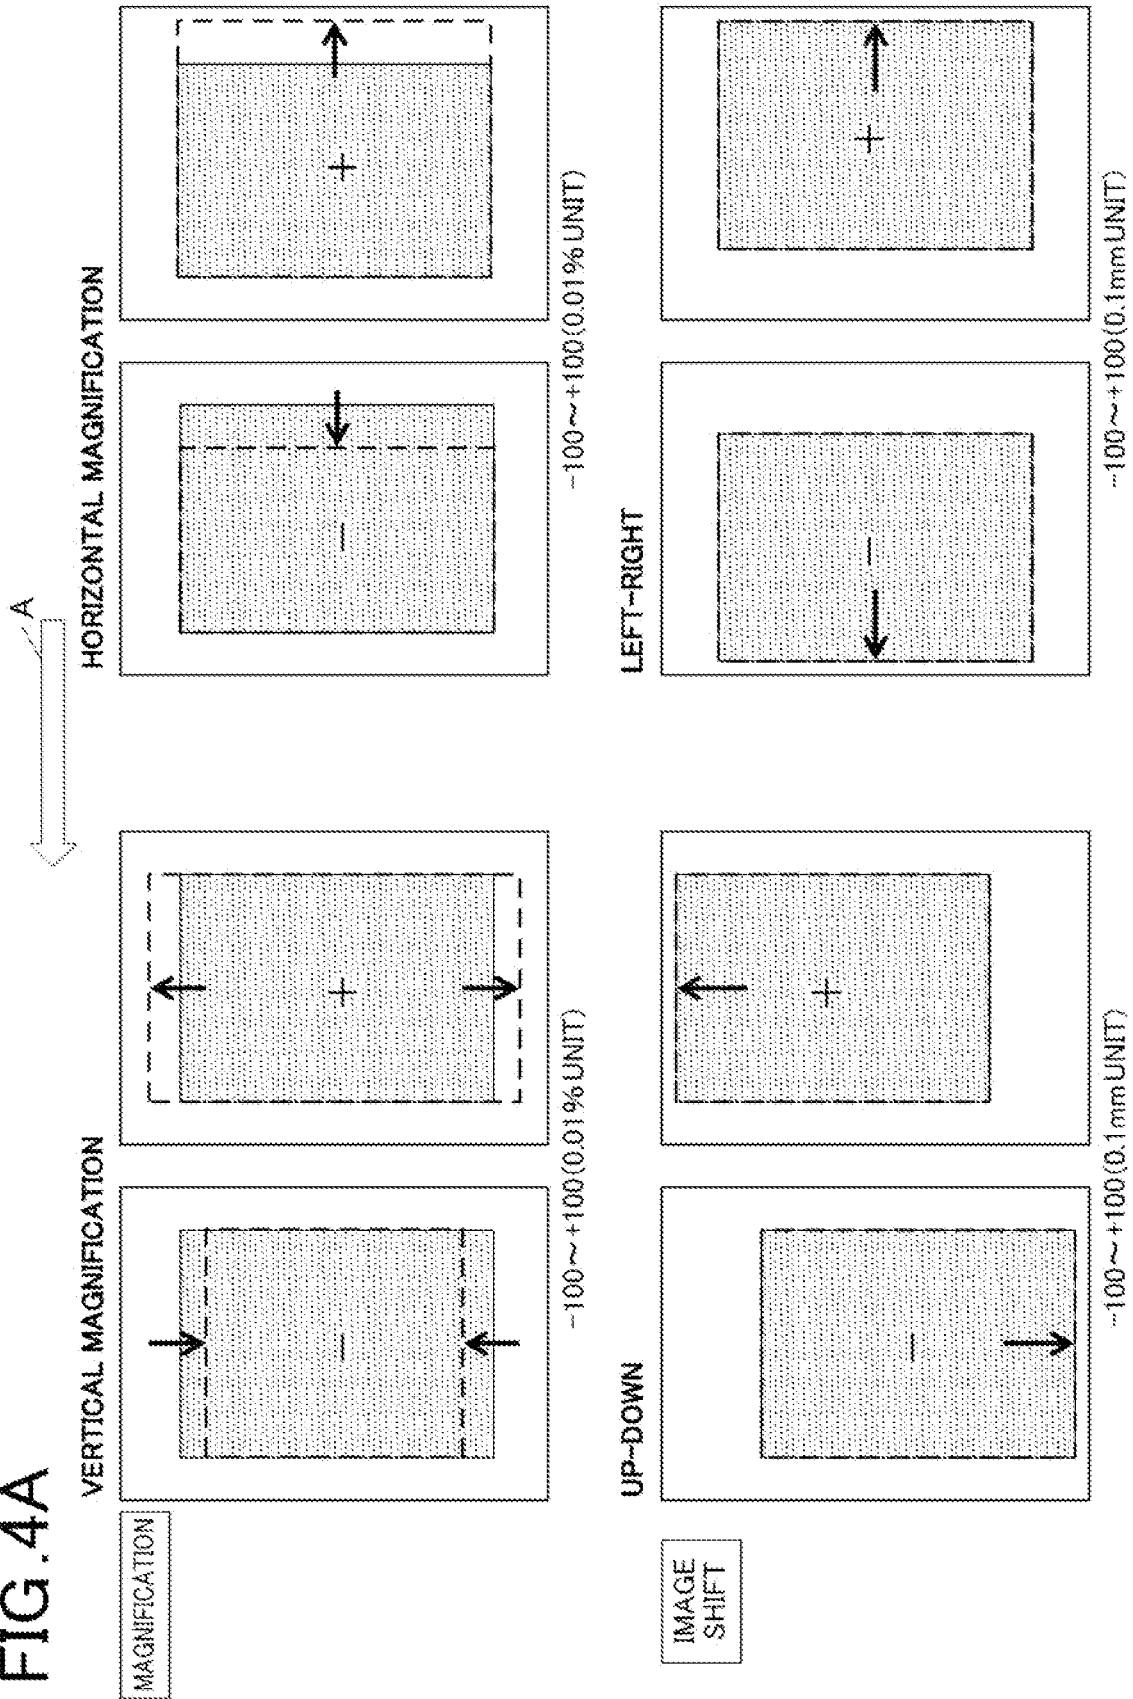 FIG.4A
A
MAGNIFICATION
VERTICAL MAGNIFICATION
−
+
-100～+100(0.01% UNIT)
HORIZONTAL MAGNIFICATION
−
+
-100～+100(0.01% UNIT)
IMAGE
SHIFT
UP-DOWN
−
+
-100～+100(0.1mm UNIT)
LEFT-RIGHT
−
+
-100～+100(0.1mm UNIT)